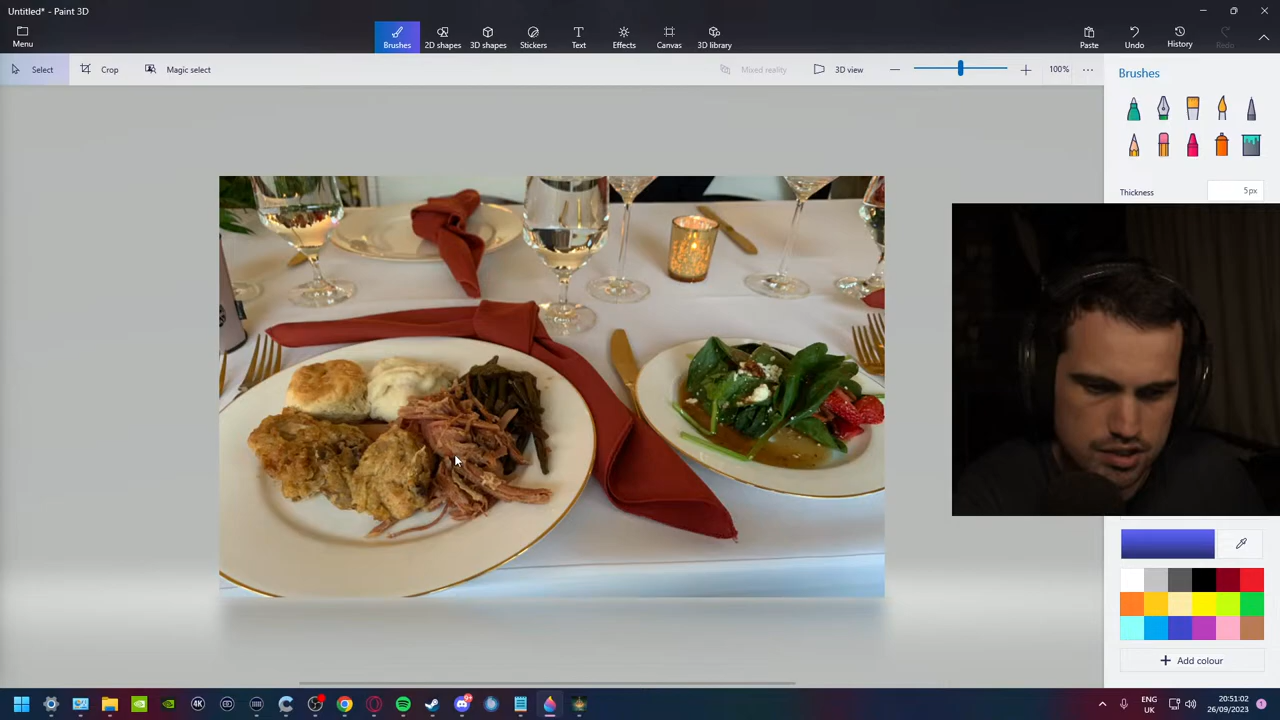 Untitled* - Paint 3D
Menu
Brushes
2D shapes
3D shapes
Stickers
Text
Effects
Canvas
3D library
Paste
Undo
History
Redo
Select
Crop
Magic select
Mixed reality
3D view
100%
Brushes
Thickness
5px
Add colour
4K
9+
ENG
UK
20:51:02
26/09/2023